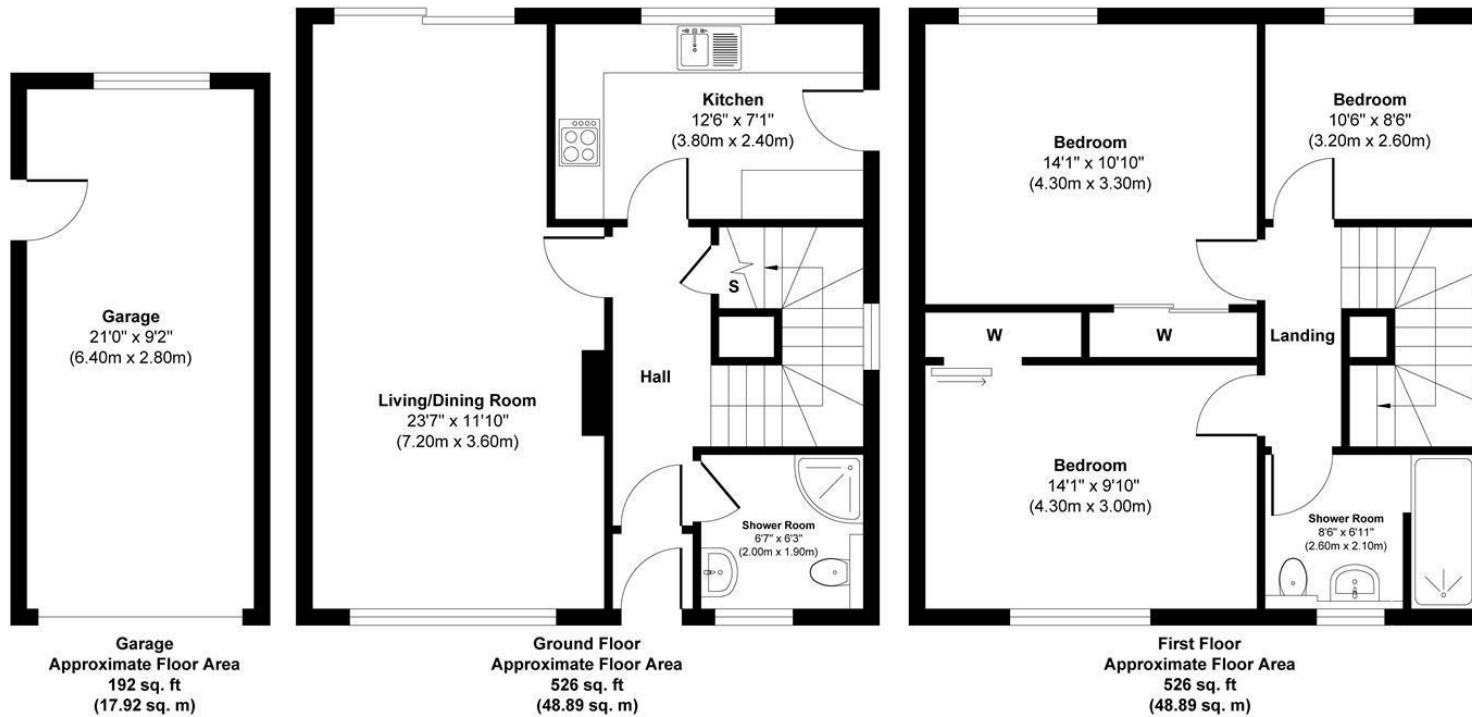 Garage
21'0" x 9'2"
(6.40m x 2.80m)
Garage
Approximate Floor Area
192 sq. ft
(17.92 sq. m)
Kitchen
12'6" x 7'1"
(3.80m x 2.40m)
S
Hall
Living/Dining Room
23'7" x 11'10"
(7.20m x 3.60m)
Shower Room
6'7" x 6'3"
(2.00m x 1.90m)
Ground Floor
Approximate Floor Area
526 sq. ft
(48.89 sq. m)
Bedroom
14'1" x 10'10"
(4.30m x 3.30m)
Bedroom
10'6" x 8'6"
(3.20m x 2.60m)
W
W
Landing
Bedroom
14'1" x 9'10"
(4.30m x 3.00m)
Shower Room
8'6" x 6'11"
(2.60m x 2.10m)
First Floor
Approximate Floor Area
526 sq. ft
(48.89 sq. m)